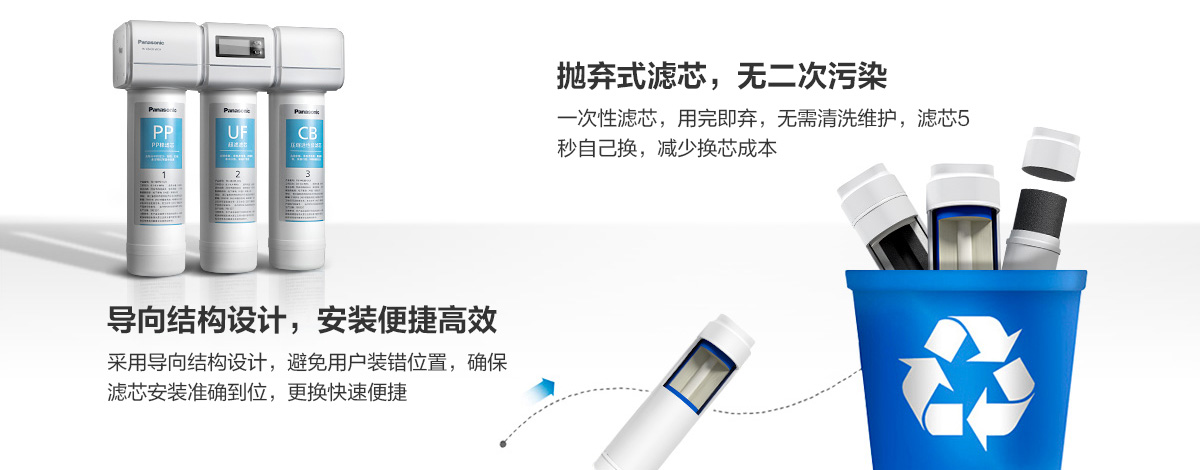 Panasonic
Panasonic
PP
PP棉滤芯
1
Panasonic
UF
超滤滤芯
2
Panasonic
CB
3
抛弃式滤芯，无二次污染
一次性滤芯，用完即弃，无需清洗维护，滤芯5
秒自己换，减少换芯成本
导向结构设计，安装便捷高效
采用导向结构设计，避免用户装错位置，确保
滤芯安装准确到位，更换快速便捷